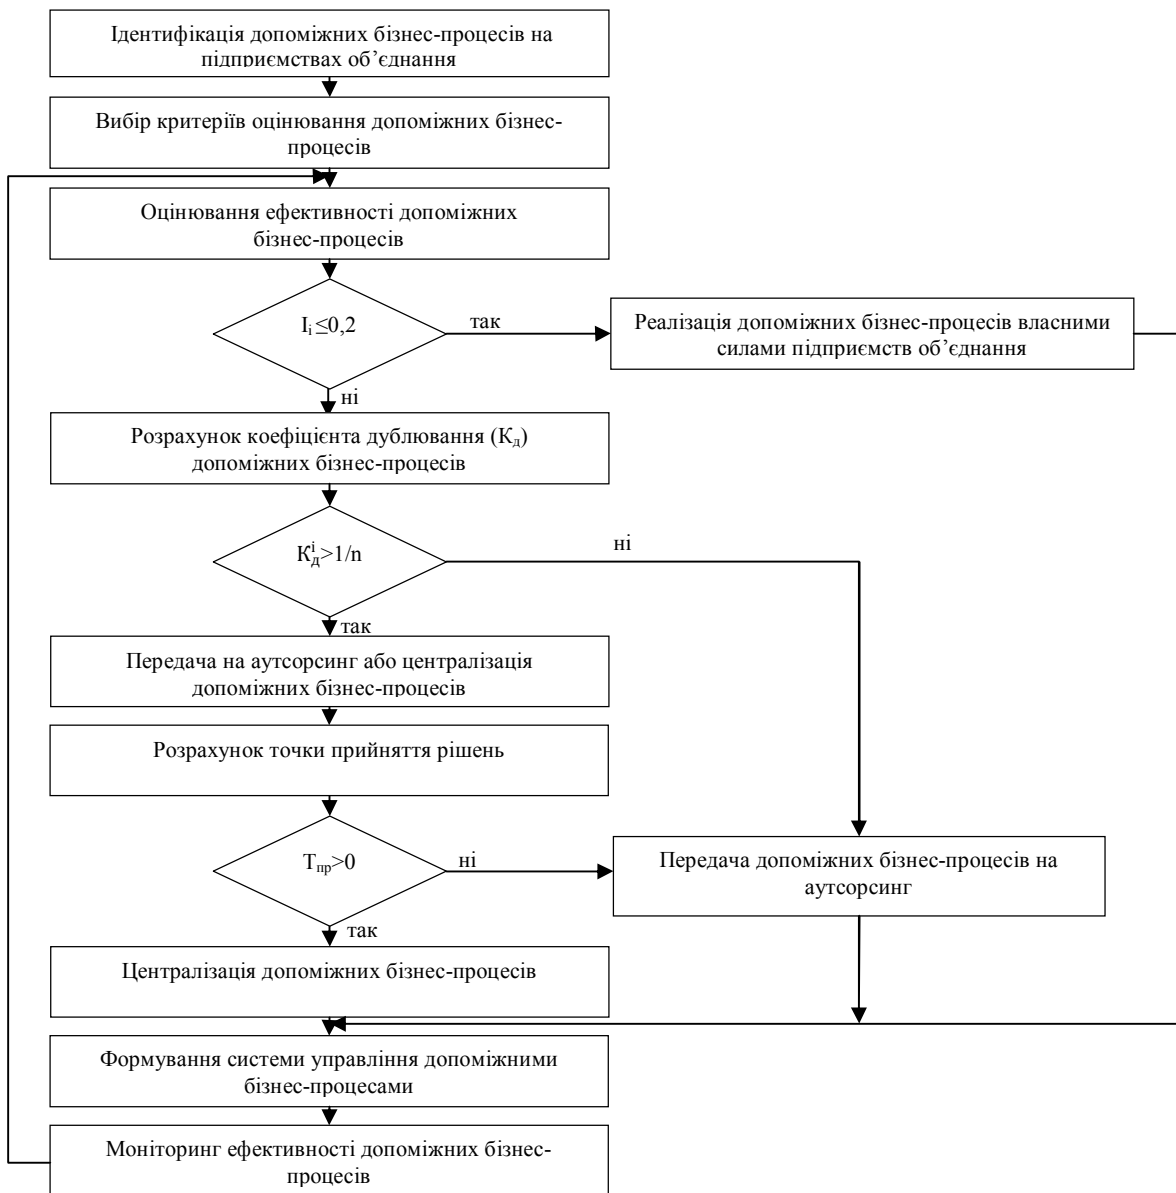 Ідентифікація допоміжних бізнес-процесів на
підприємствах об’єднання
Вибір критеріїв оцінювання допоміжних бізнес-
процесів
Оцінювання ефективності допоміжних
бізнес-процесів
Iᵢ ≤0,2
так
Реалізація допоміжних бізнес-процесів власними
силами підприємств об’єднання
ні
Розрахунок коефіцієнта дублювання (Кд)
допоміжних бізнес-процесів
Кдⁱ>1/n
ні
так
Передача на аутсорсинг або централізація
допоміжних бізнес-процесів
Розрахунок точки прийняття рішень
Тпр>0
ні
Передача допоміжних бізнес-процесів на
аутсорсинг
так
Централізація допоміжних бізнес-процесів
Формування системи управління допоміжними
бізнес-процесами
Моніторинг ефективності допоміжних бізнес-
процесів